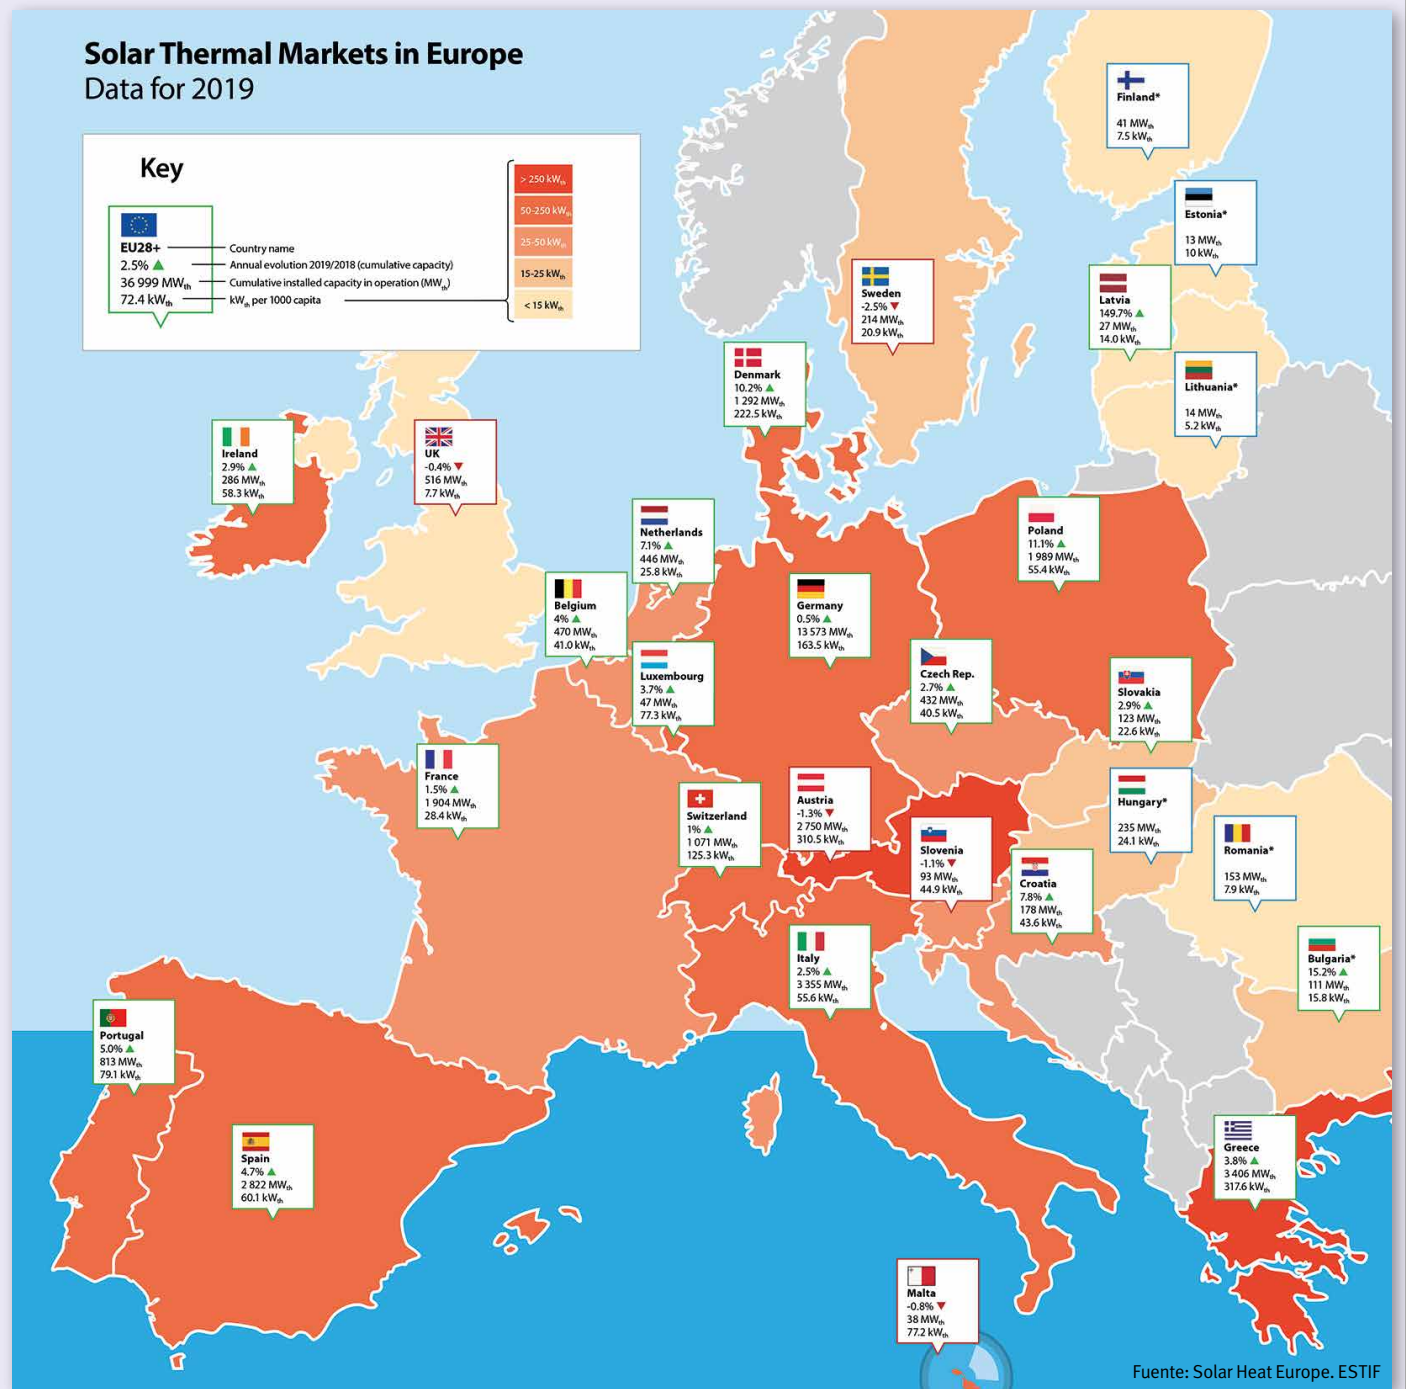 Solar Thermal Markets in Europe
Data for 2019
Key
EU28+
2.5%
36 999 MWth
72.4 kWth
Country name
Annual evolution 2019/2018 (cumulative capacity)
Cumulative installed capacity in operation (MWth)
kWth per 1000 capita
> 250 kWth
50-250 kWth
25-50 kWth
15-25 kWth
< 15 kWth
Finland*
41 MWth
7.5 kWth
Estonia*
13 MWth
10 kWth
Sweden
-2.5%
214 MWth
20.9 kWth
Latvia
149.7%
27 MWth
14.0 kWth
Denmark
10.2%
1 292 MWth
222.5 kWth
Lithuania*
14 MWth
5.2 kWth
Ireland
2.9%
286 MWth
58.3 kWth
UK
-0.4%
516 MWth
7.7 kWth
Netherlands
7.1%
446 MWth
25.8 kWth
Poland
11.1%
1 989 MWth
55.4 kWth
Belgium
4%
470 MWth
41.0 kWth
Germany
0.5%
13 573 MWth
163.5 kWth
Luxembourg
3.7%
47 MWth
77.3 kWth
Czech Rep.
2.7%
432 MWth
40.5 kWth
Slovakia
2.9%
123 MWth
22.6 kWth
France
1.5%
1 904 MWth
28.4 kWth
Switzerland
1%
1 071 MWth
125.3 kWth
Austria
-1.3%
2 750 MWth
310.5 kWth
Hungary*
235 MWth
24.1 kWth
Slovenia
-1.1%
93 MWth
44.9 kWth
Croatia
7.8%
178 MWth
43.6 kWth
Romania*
153 MWth
7.9 kWth
Italy
2.5%
3 355 MWth
55.6 kWth
Bulgaria*
15.2%
111 MWth
15.8 kWth
Portugal
5.0%
813 MWth
79.1 kWth
Spain
4.7%
2 822 MWth
60.1 kWth
Greece
3.8%
3 406 MWth
317.6 kWth
Malta
-0.8%
38 MWth
77.2 kWth
Fuente: Solar Heat Europe. ESTIF